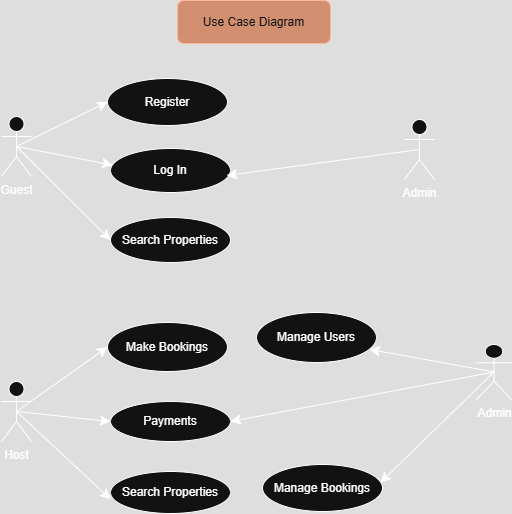 Use Case Diagram
Register
Log In
Guest
Admin
Search Properties
Manage Users
Make Bookings
Payments
Admin
Host
Search Properties
Manage Bookings